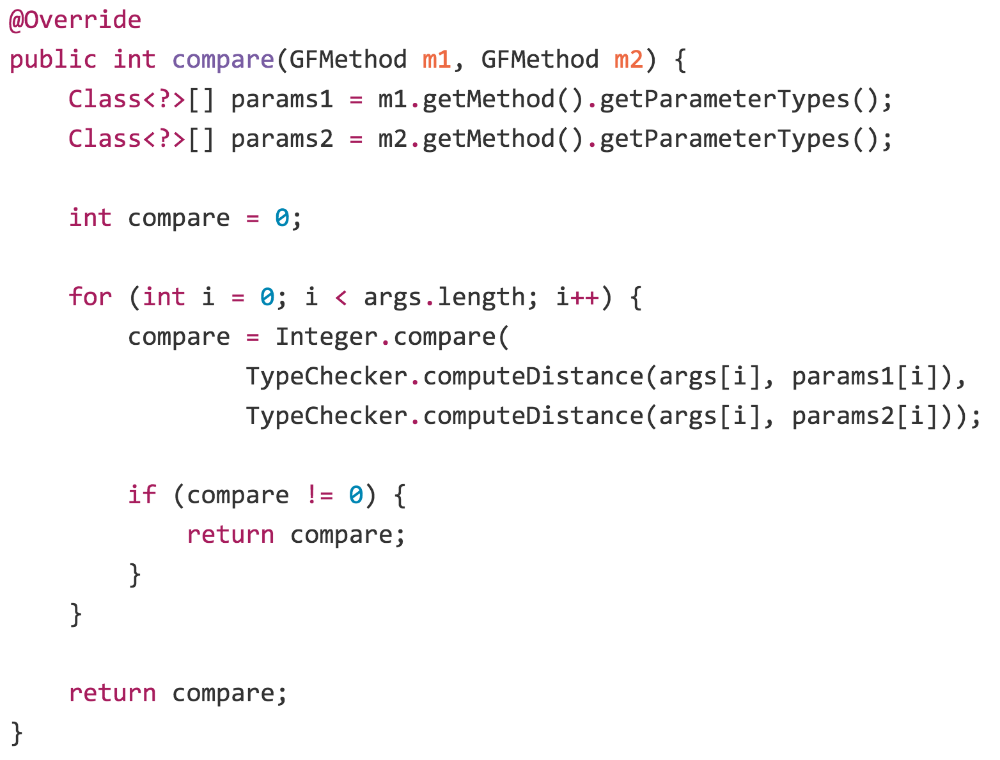 @Override
public int compare(GFMethod m1, GFMethod m2) {
    Class<?>[] params1 = m1.getMethod().getParameterTypes();
    Class<?>[] params2 = m2.getMethod().getParameterTypes();

    int compare = 0;

    for (int i = 0; i < args.length; i++) {
        compare = Integer.compare(
                TypeChecker.computeDistance(args[i], params1[i]),
                TypeChecker.computeDistance(args[i], params2[i]));

        if (compare != 0) {
            return compare;
        }
    }

    return compare;
}